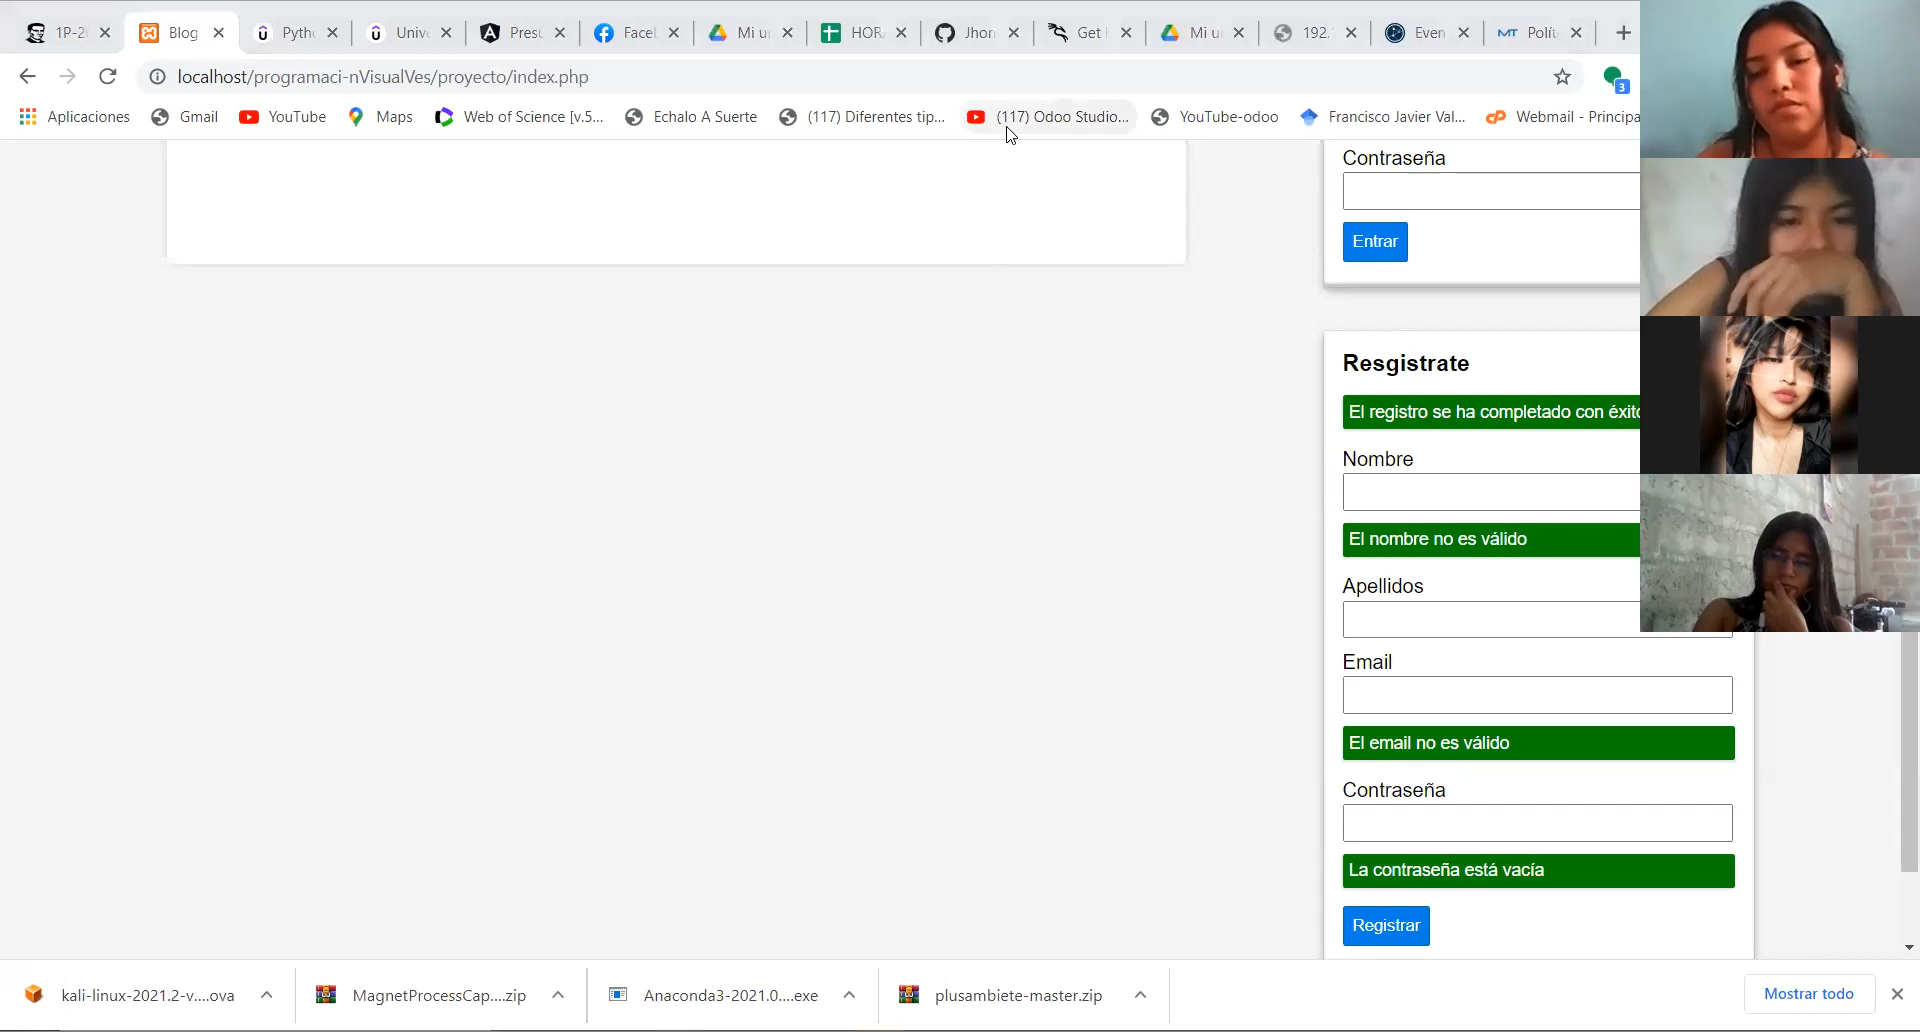 1P-2
Blog
Pyth
Univ
Presu
Face
Mi u
HOR
Jhon
Get
Mi u
192.
Even
Polít
localhost/programaci-nVisualVes/proyecto/index.php
3
Aplicaciones
Gmail
YouTube
Maps
Web of Science [v.5...
Echalo A Suerte
(117) Diferentes tip...
(117) Odoo Studio...
YouTube-odoo
Francisco Javier Val...
Webmail - Principa
Contraseña
Entrar
Resgistrate
El registro se ha completado con éxito
Nombre
El nombre no es válido
Apellidos
Email
El email no es válido
Contraseña
La contraseña está vacía
Registrar
kali-linux-2021.2-v....ova
MagnetProcessCap....zip
Anaconda3-2021.0....exe
plusambiete-master.zip
Mostrar todo